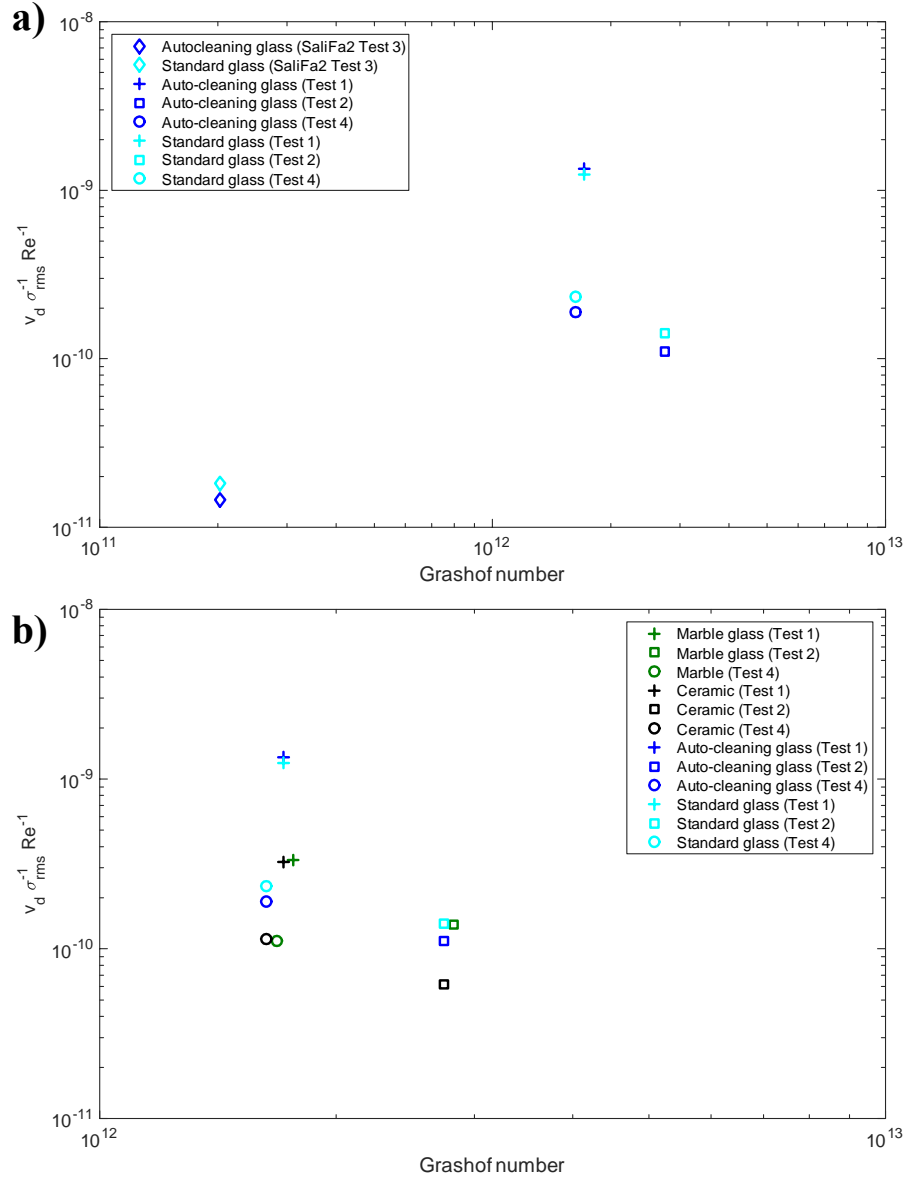 a)
10^-8
10^-9
10^-10
10^-11
v_d σ_rms^-1 Re^-1
Autocleaning glass (SaliFa2 Test 3)
Standard glass (SaliFa2 Test 3)
Auto-cleaning glass (Test 1)
Auto-cleaning glass (Test 2)
Auto-cleaning glass (Test 4)
Standard glass (Test 1)
Standard glass (Test 2)
Standard glass (Test 4)
10^11
10^12
10^13
Grashof number
b)
10^-8
10^-9
10^-10
10^-11
v_d σ_rms^-1 Re^-1
Marble glass (Test 1)
Marble glass (Test 2)
Marble (Test 4)
Ceramic (Test 1)
Ceramic (Test 2)
Ceramic (Test 4)
Auto-cleaning glass (Test 1)
Auto-cleaning glass (Test 2)
Auto-cleaning glass (Test 4)
Standard glass (Test 1)
Standard glass (Test 2)
Standard glass (Test 4)
10^12
10^13
Grashof number